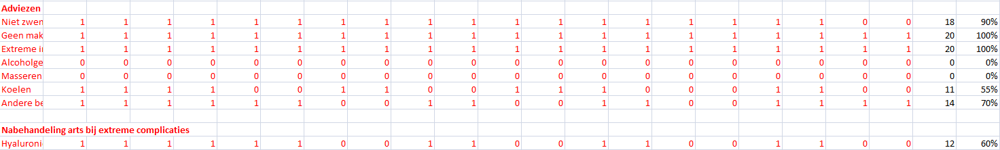 Adviezen
Niet zwem 1 1 1 1 1 1 1 1 1 1 1 1 1 1 1 1 1 1 0 0 18 90%
Geen mak 1 1 1 1 1 1 1 1 1 1 1 1 1 1 1 1 1 1 1 1 20 100%
Extreme in 1 1 1 1 1 1 1 1 1 1 1 1 1 1 1 1 1 1 1 1 20 100%
Alcoholge 0 0 0 0 0 0 0 0 0 0 0 0 0 0 0 0 0 0 0 0 0 0%
Masseren 0 0 0 0 0 0 0 0 0 0 0 0 0 0 0 0 0 0 0 0 0 0%
Koelen 1 1 1 1 0 0 1 1 0 0 1 1 1 0 0 0 1 1 0 0 11 55%
Andere be 1 1 1 1 1 1 0 0 1 1 0 0 1 1 0 0 1 1 1 1 14 70%
Nabehandeling arts bij extreme complicaties
Hyaluroni 1 1 1 1 1 1 0 0 1 1 0 0 1 1 0 0 1 1 0 0 12 60%